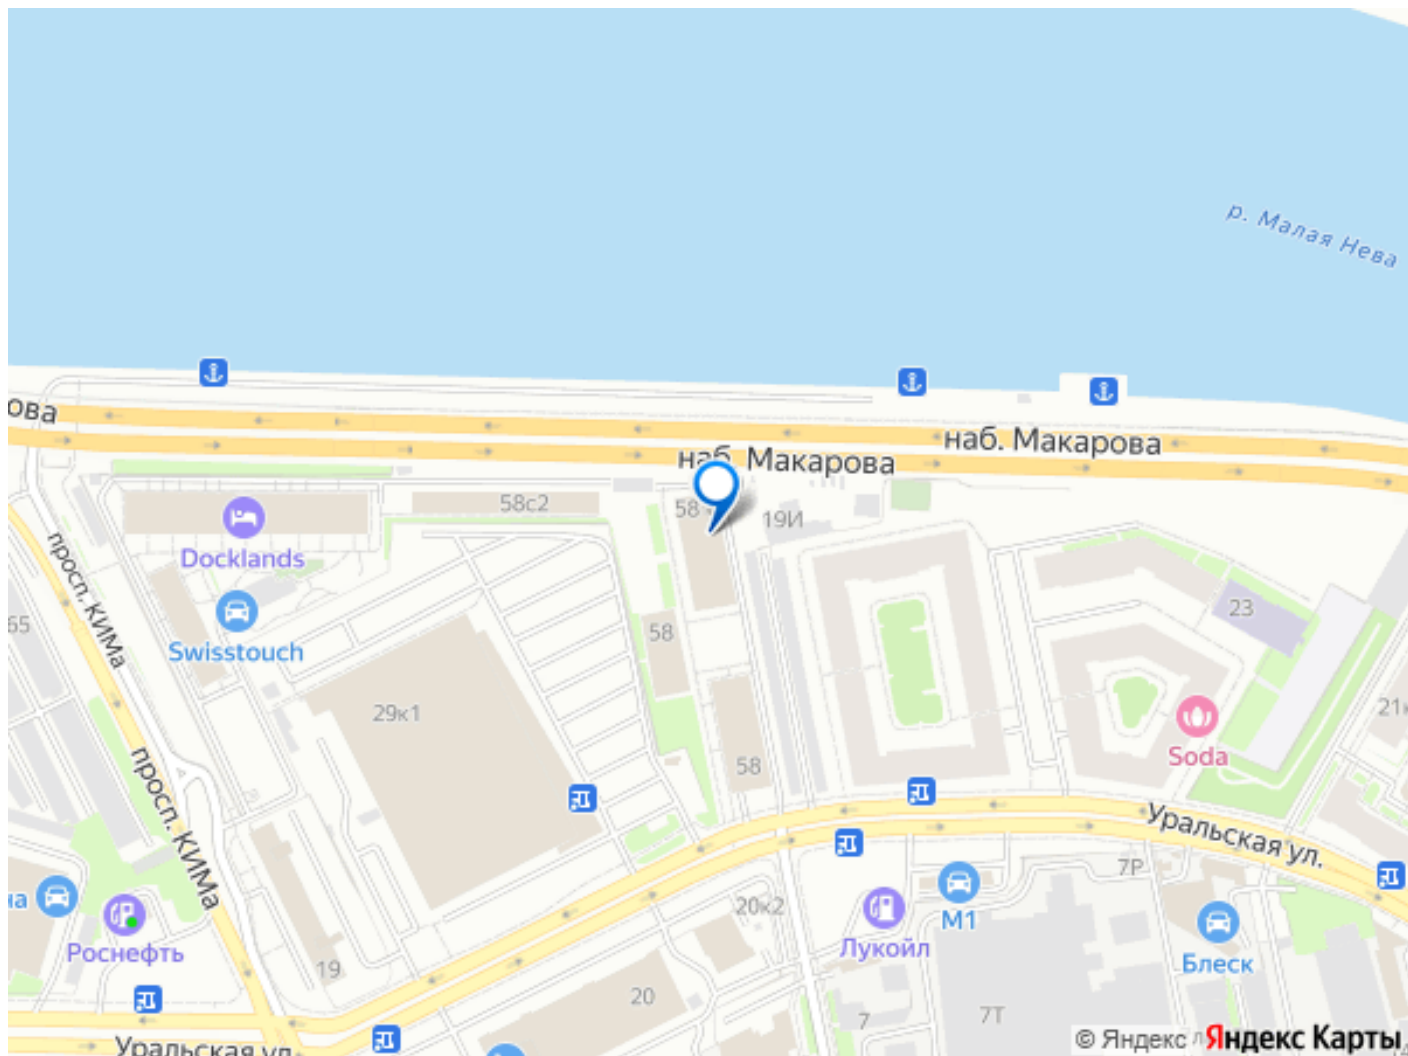 р. Малая Нева
ова
наб. Макарова
наб. Макарова
58с2
58
19И
Docklands
просп. КИМа
65
Swisstouch
58
23
29к1
21к
Soda
58
просп. КИМа
Уральская ул.
7Р
на
М1
20к2
Роснефть
Лукойл
Блеск
19
20
7
7Т
Уральская ул.
© Яндекс
Яндекс Карты